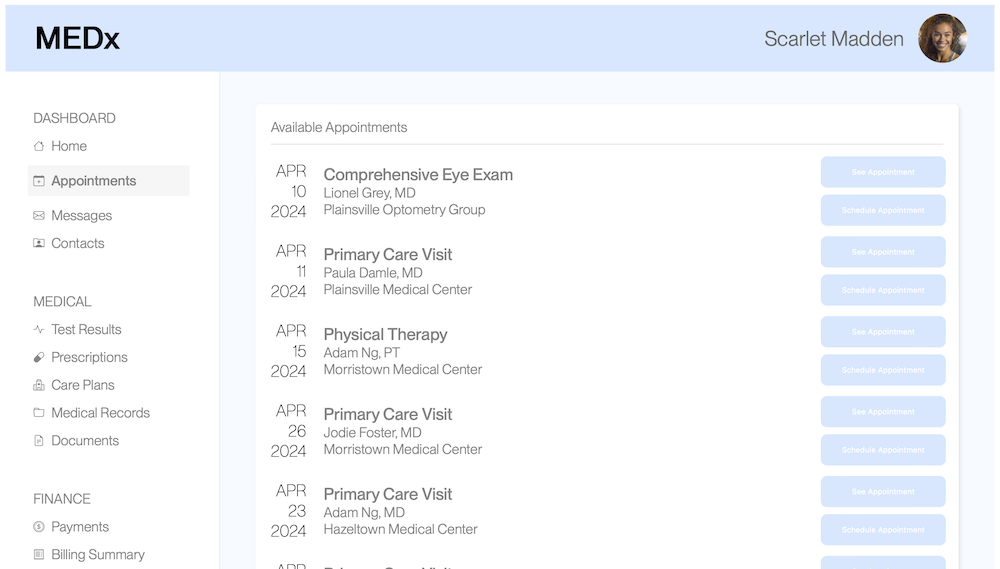 MEDx
Scarlet Madden
DASHBOARD
Home
Appointments
Messages
Contacts
MEDICAL
Test Results
Prescriptions
Care Plans
Medical Records
Documents
FINANCE
Payments
Billing Summary
Available Appointments
APR
10
2024
Comprehensive Eye Exam
Lionel Grey, MD
Plainsville Optometry Group
See Appointment
Schedule Appointment
APR
11
2024
Primary Care Visit
Paula Damle, MD
Plainsville Medical Center
See Appointment
Schedule Appointment
APR
15
2024
Physical Therapy
Adam Ng, PT
Morristown Medical Center
See Appointment
Schedule Appointment
APR
26
2024
Primary Care Visit
Jodie Foster, MD
Morristown Medical Center
See Appointment
Schedule Appointment
APR
23
2024
Primary Care Visit
Adam Ng, MD
Hazeltown Medical Center
See Appointment
Schedule Appointment
APR
Primary Care Visit